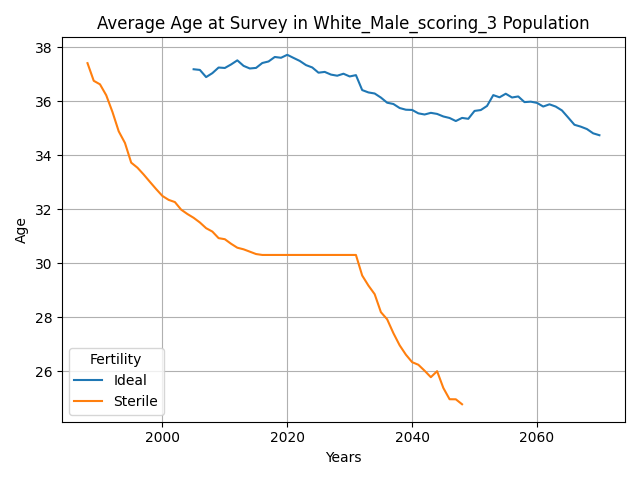 Average Age at Survey in White_Male_scoring_3 Population
38
36
34
32
30
28
26
Age
Fertility
Ideal
Sterile
2000 2020 2040 2060
Years